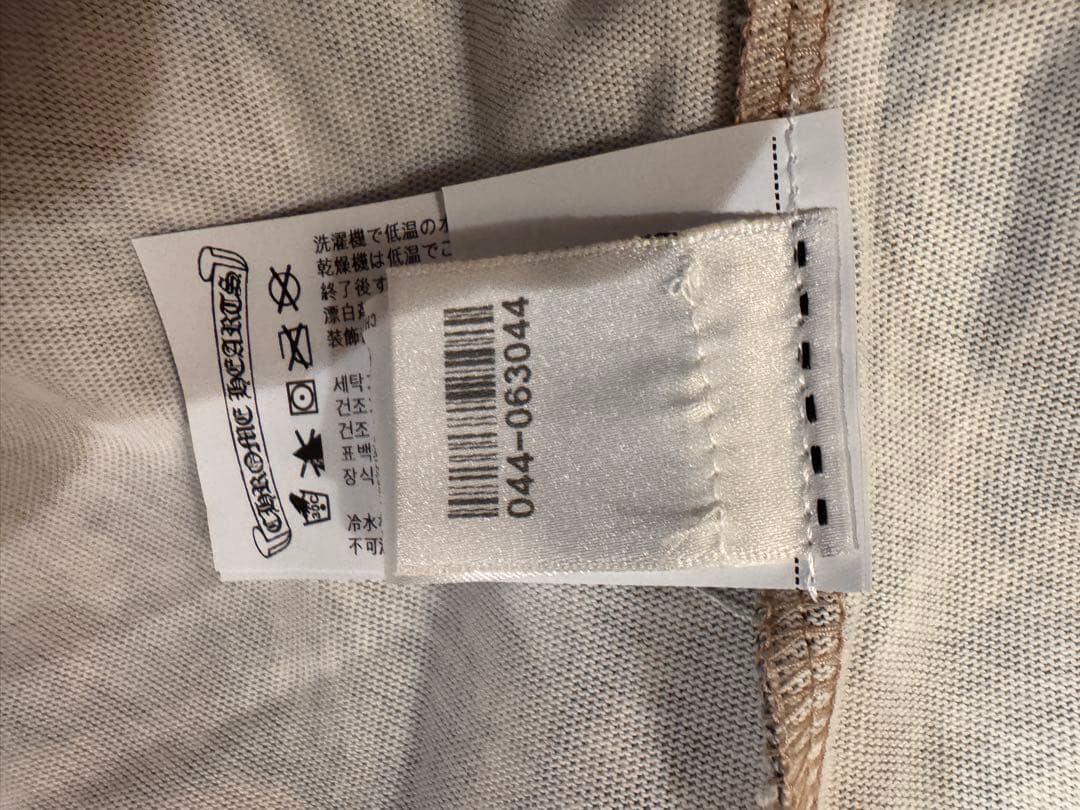 CHROME HEARTS
洗濯機で低温の
乾燥機は低温で
終了後す
漂白
装飾
세탁
건조
건조
표백
장식
冷水
不可
30C
044-063044